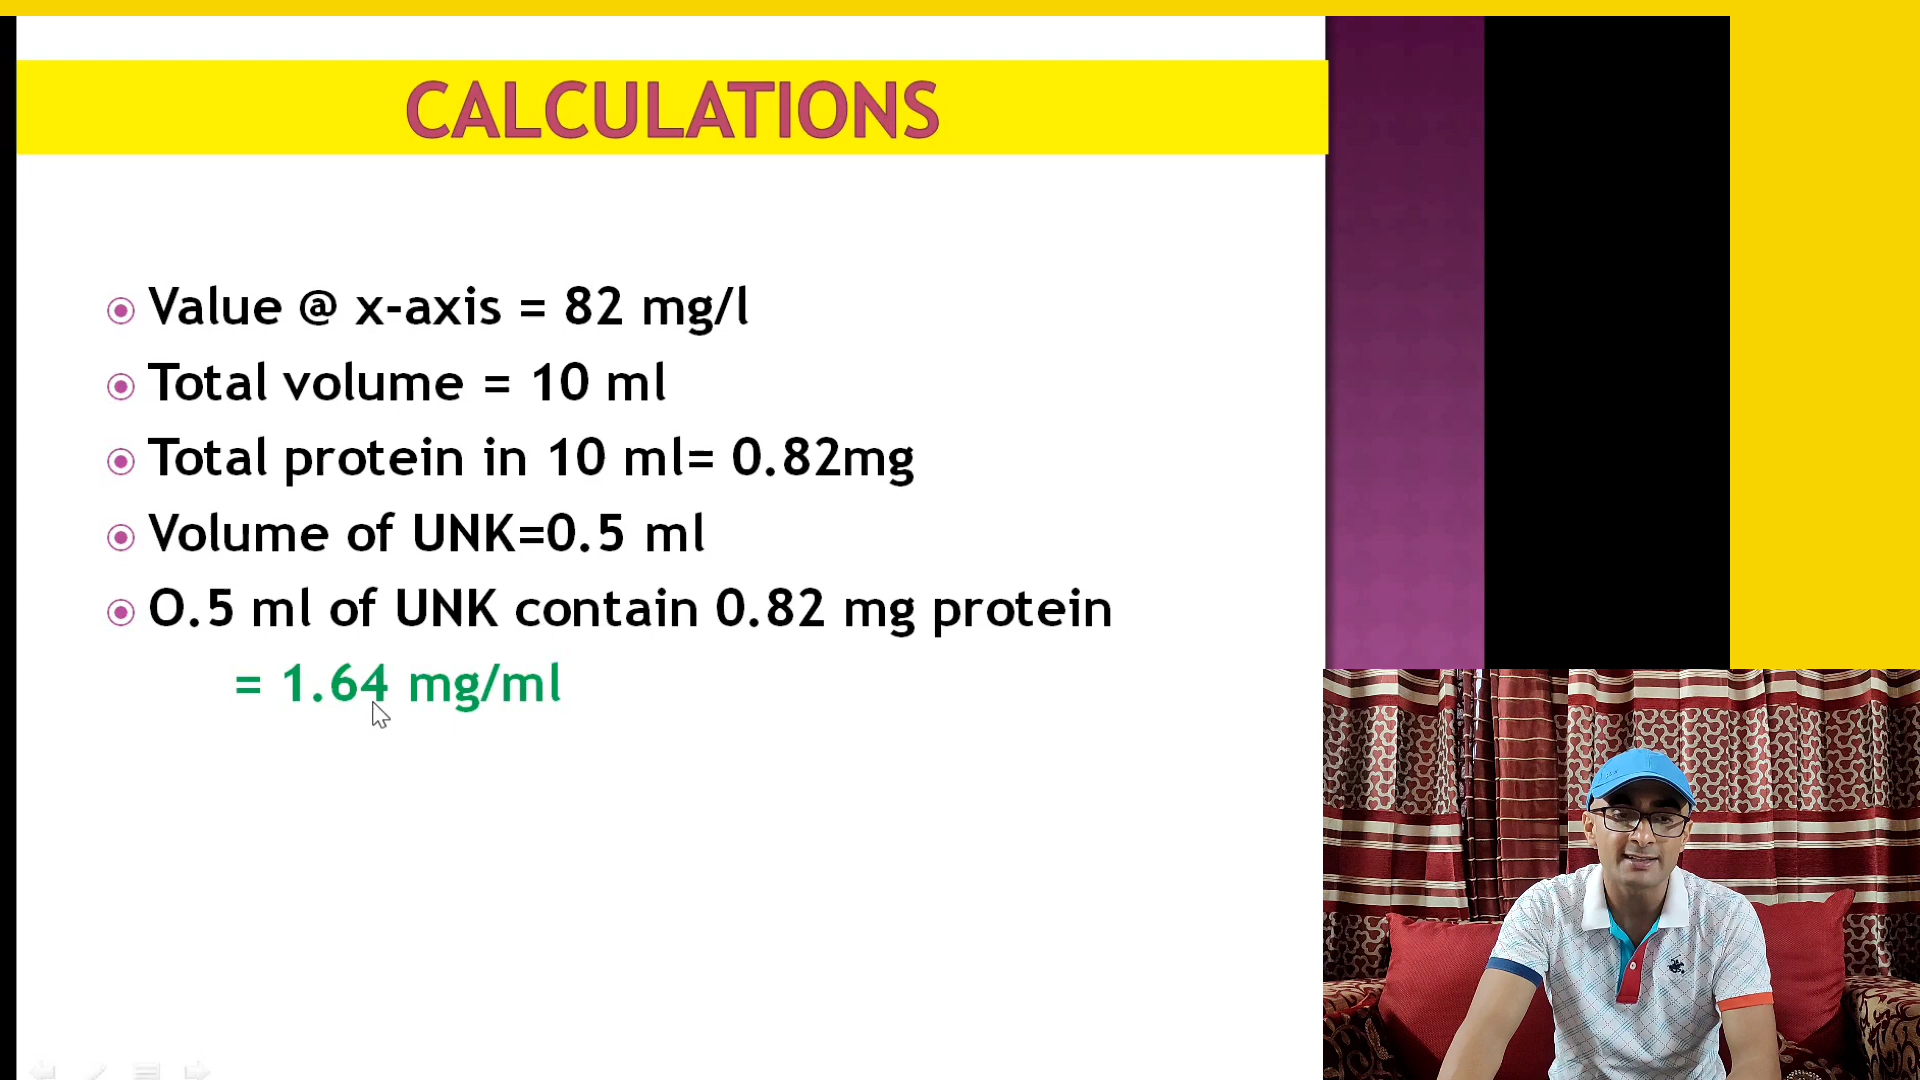 CALCULATIONS
Value @ x-axis = 82 mg/l
Total volume = 10 ml
Total protein in 10 ml= 0.82mg
Volume of UNK=0.5 ml
O.5 ml of UNK contain 0.82 mg protein
= 1.64 mg/ml